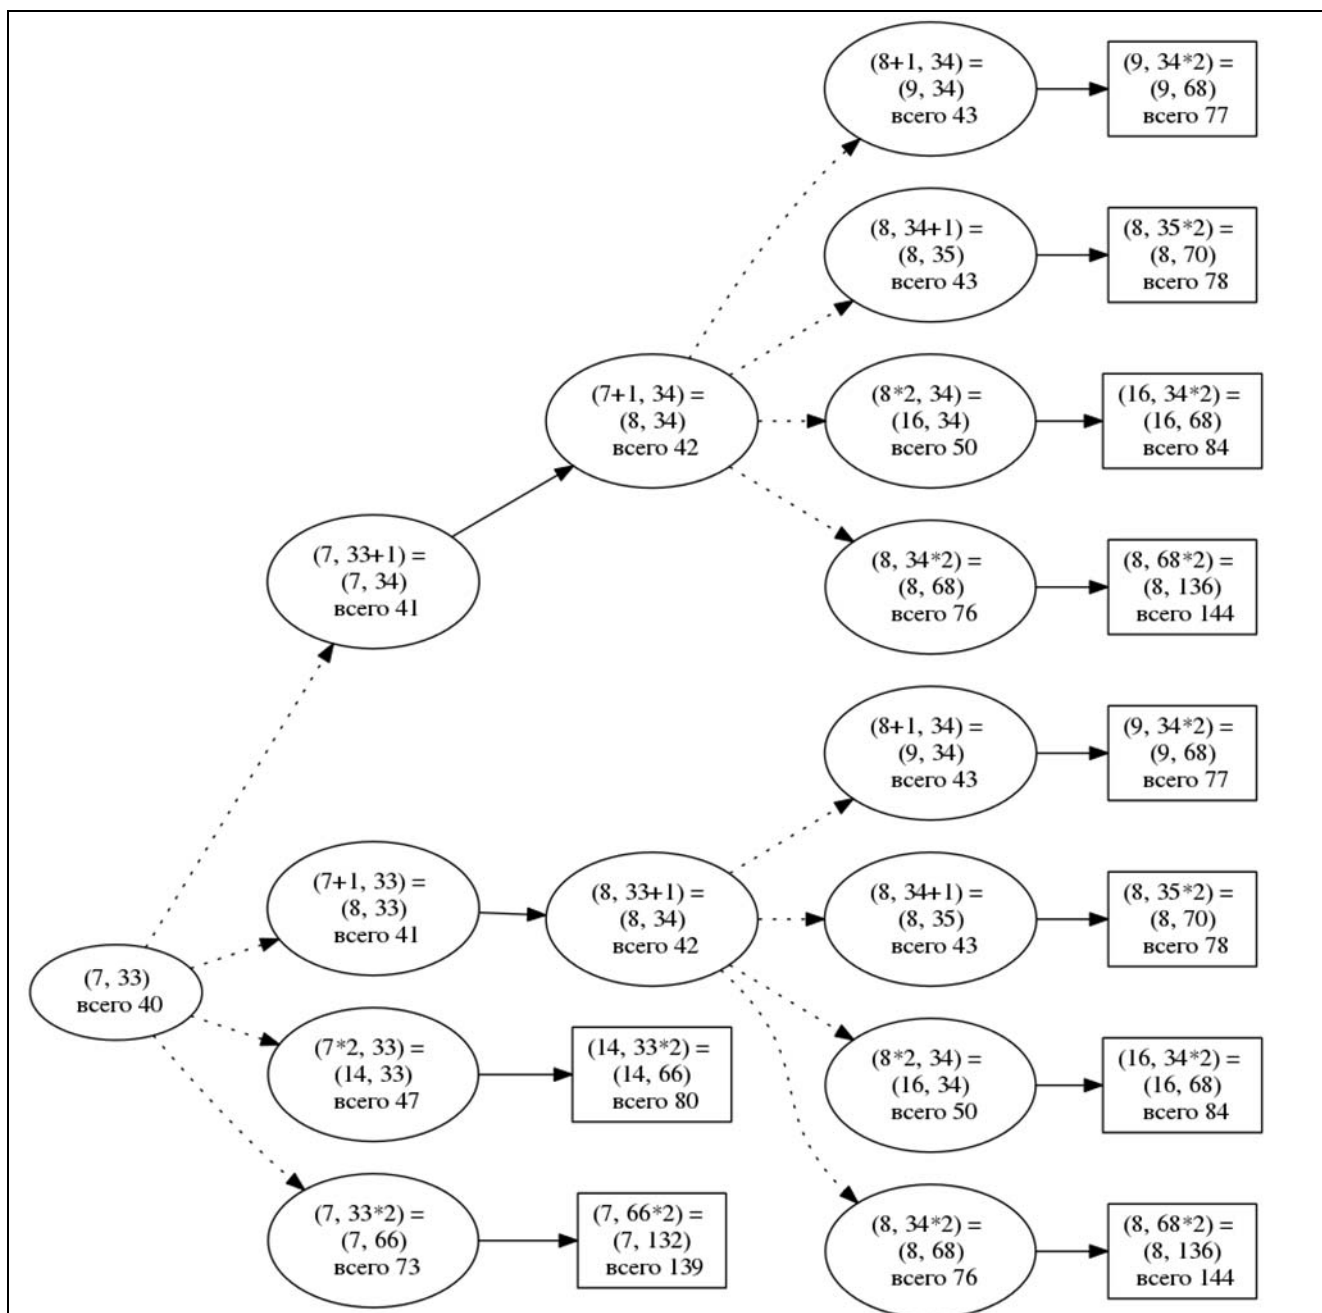 (8+1, 34) =
(9, 34)
всего 43
(9, 34*2) =
(9, 68)
всего 77
(8, 34+1) =
(8, 35)
всего 43
(8, 35*2) =
(8, 70)
всего 78
(7+1, 34) =
(8, 34)
всего 42
(8*2, 34) =
(16, 34)
всего 50
(16, 34*2) =
(16, 68)
всего 84
(7, 33+1) =
(7, 34)
всего 41
(8, 34*2) =
(8, 68)
всего 76
(8, 68*2) =
(8, 136)
всего 144
(8+1, 34) =
(9, 34)
всего 43
(9, 34*2) =
(9, 68)
всего 77
(7+1, 33) =
(8, 33)
всего 41
(8, 33+1) =
(8, 34)
всего 42
(8, 34+1) =
(8, 35)
всего 43
(8, 35*2) =
(8, 70)
всего 78
(7, 33)
всего 40
(7*2, 33) =
(14, 33)
всего 47
(14, 33*2) =
(14, 66)
всего 80
(8*2, 34) =
(16, 34)
всего 50
(16, 34*2) =
(16, 68)
всего 84
(7, 33*2) =
(7, 66)
всего 73
(7, 66*2) =
(7, 132)
всего 139
(8, 34*2) =
(8, 68)
всего 76
(8, 68*2) =
(8, 136)
всего 144